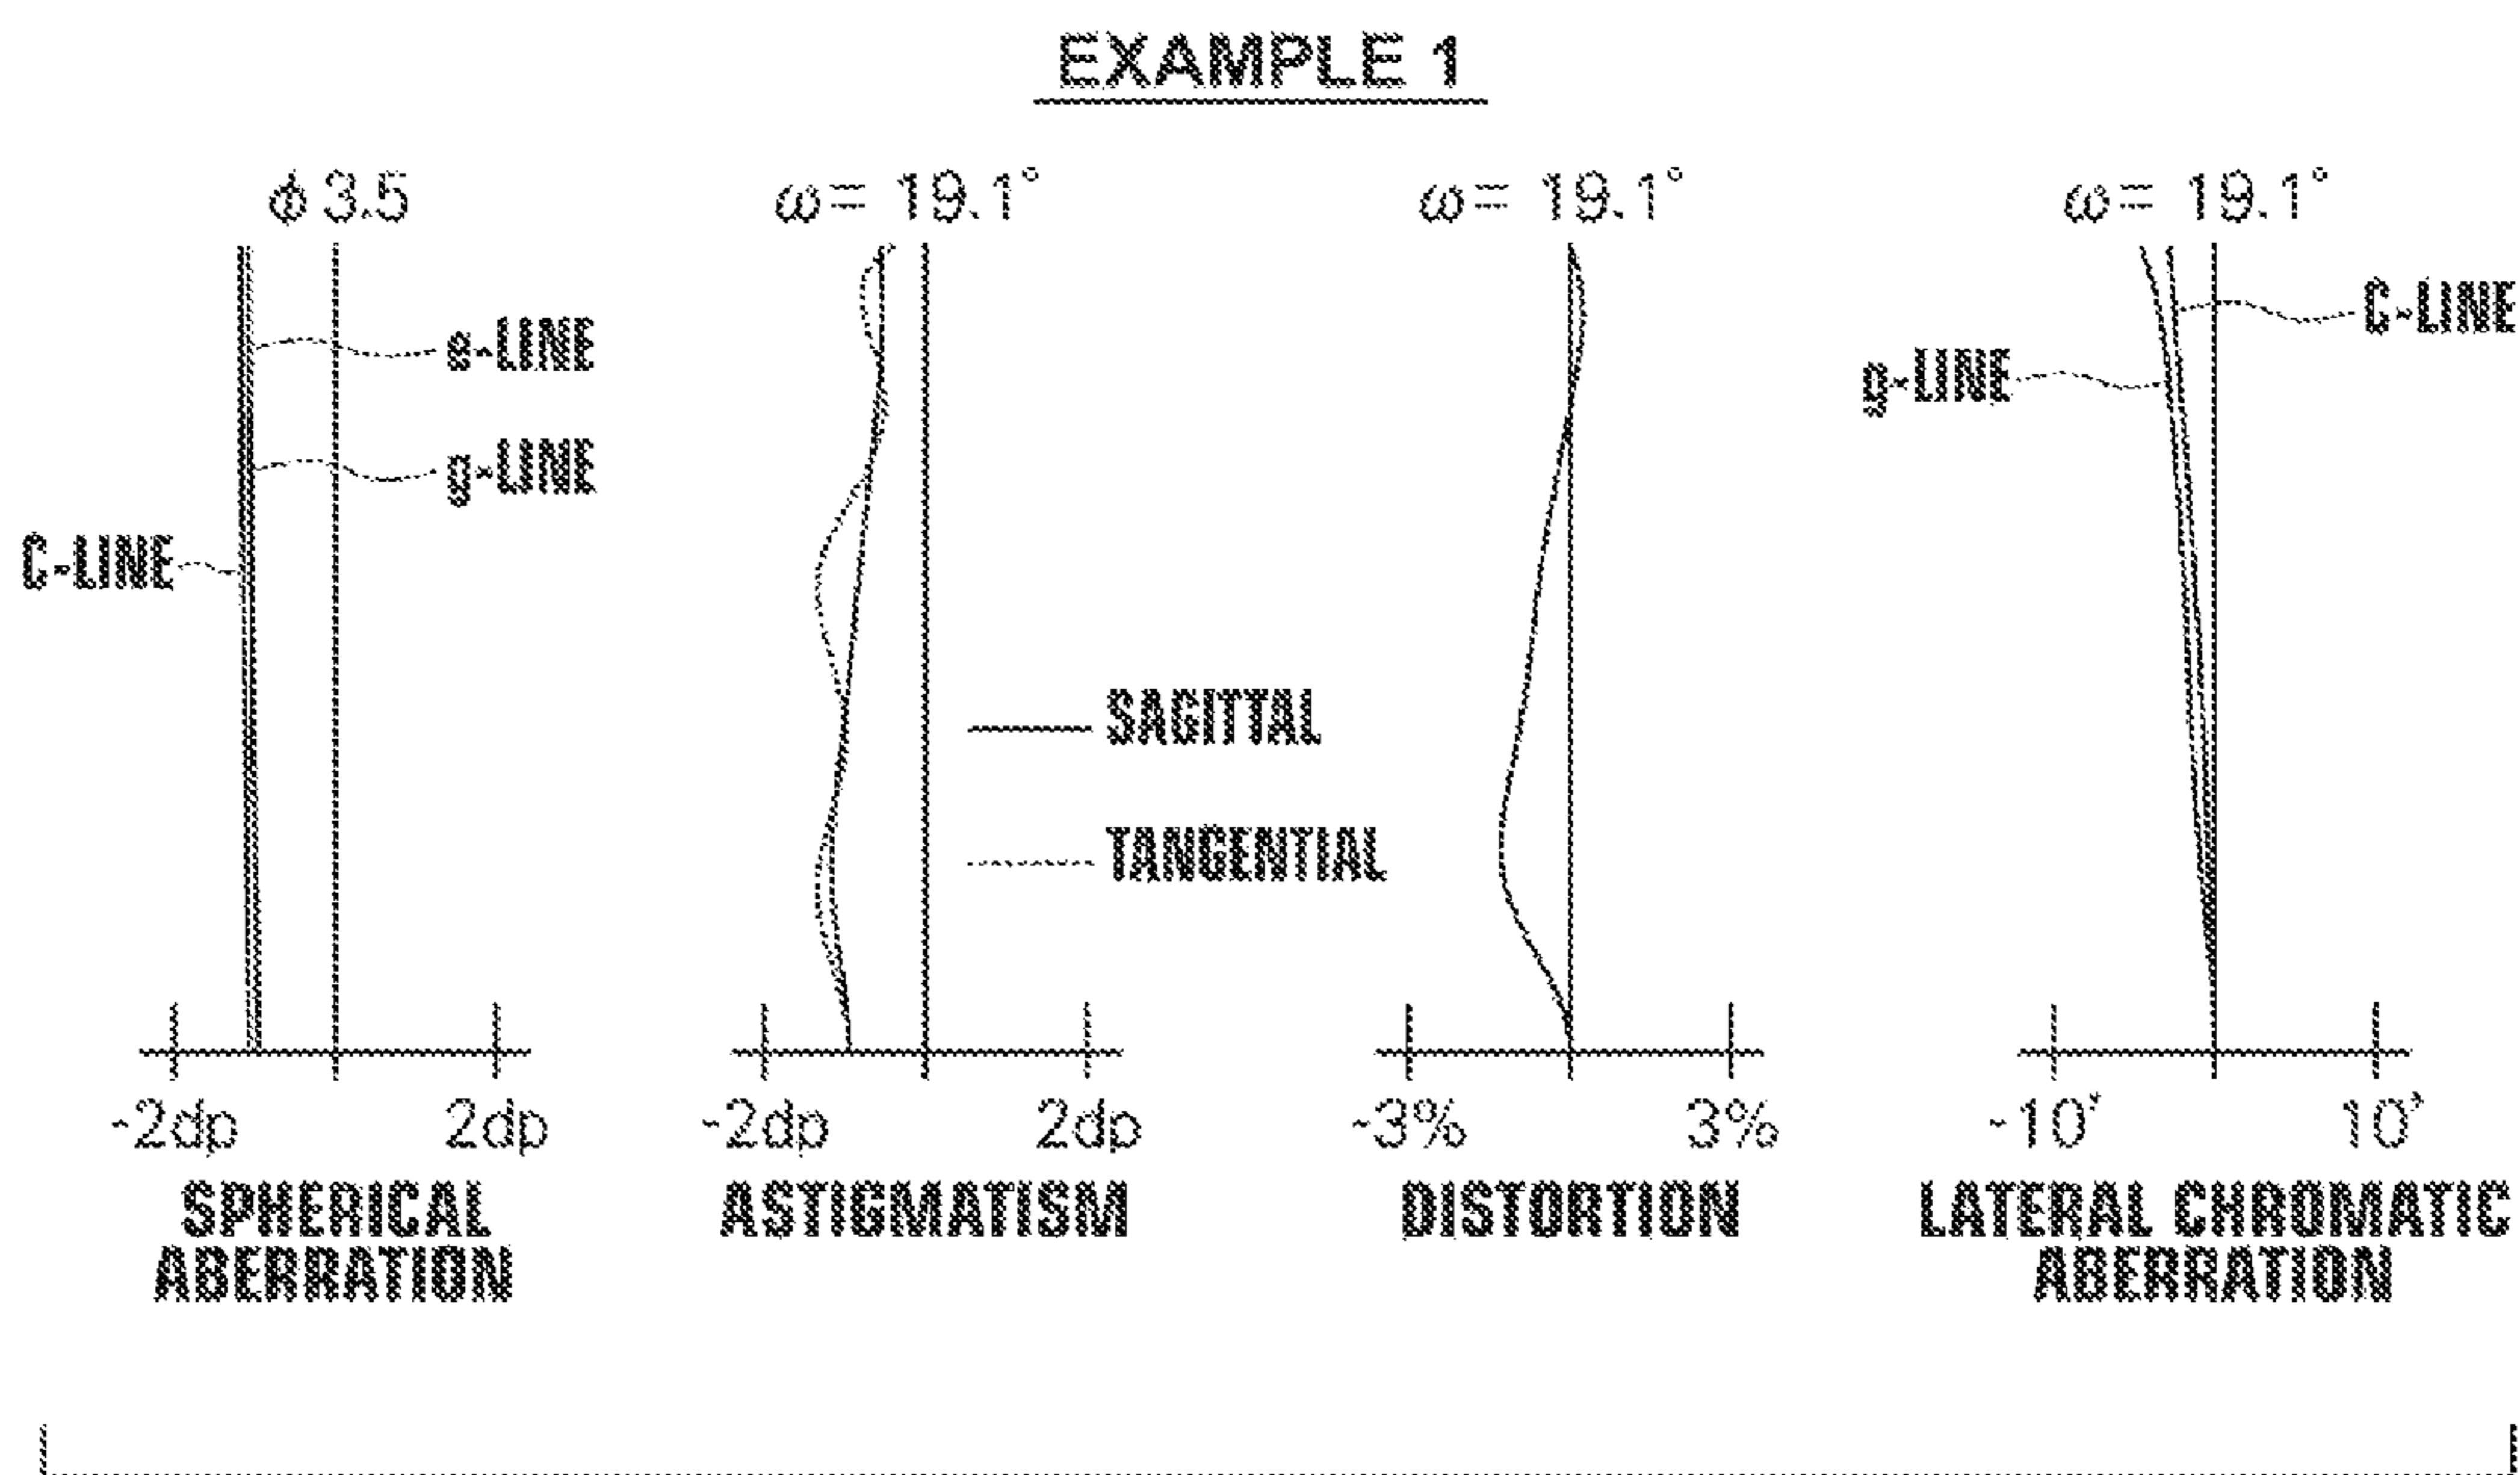 EXAMPLE 1
ϕ 3.5
ω= 19.1°
ω= 19.1°
ω= 19.1°
e-LINE
g-LINE
C-LINE
C-LINE
g-LINE
SAGITTAL
TANGENTIAL
-2dp
2dp
-2dp
2dp
-3%
3%
-10'
10'
SPHERICAL
ABERRATION
ASTIGMATISM
DISTORTION
LATERAL CHROMATIC
ABERRATION